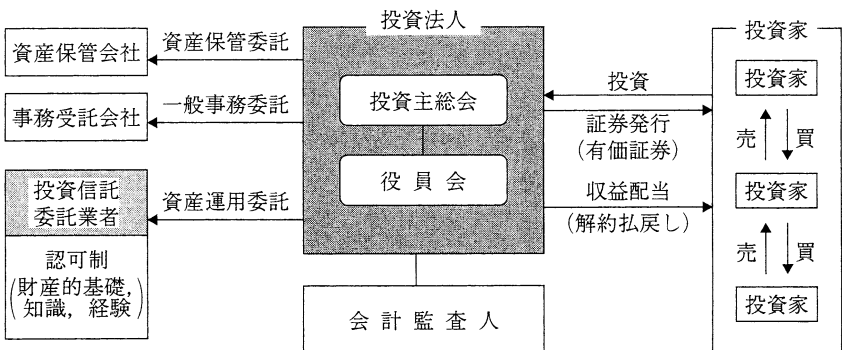 投資法人
投資家
資産保管会社
資産保管委託
事務受託会社
一般事務委託
投資信託
委託業者
資産運用委託
認可制
(財産的基礎,
知識, 経験)
投資主総会
役員会
会計監査人
投資
証券発行
(有価証券)
収益配当
(解約払戻し)
投資家
売
買
投資家
売
買
投資家